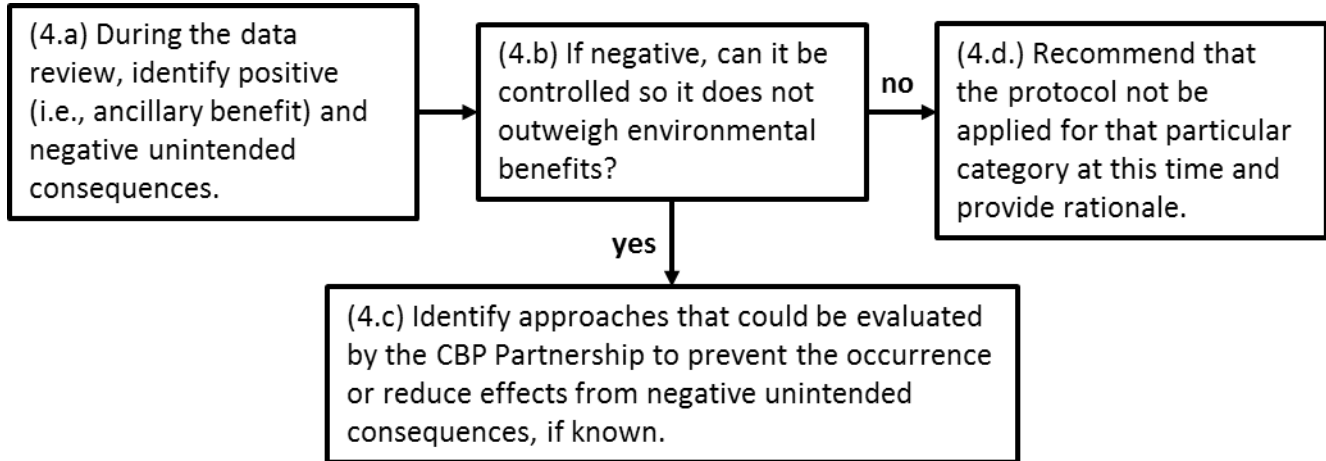 (4.a) During the data
review, identify positive
(i.e., ancillary benefit) and
negative unintended
consequences.
(4.b) If negative, can it be
controlled so it does not
outweigh environmental
benefits?
no
(4.d.) Recommend that
the protocol not be
applied for that particular
category at this time and
provide rationale.
yes
(4.c) Identify approaches that could be evaluated
by the CBP Partnership to prevent the occurrence
or reduce effects from negative unintended
consequences, if known.